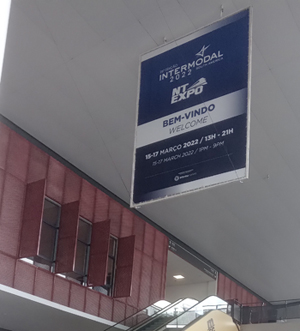 INTERMODAL
2022
NT
EXPO
BEM-VINDO
WELCOME
15-17 MARÇO 2022 / 13H - 21H
15-17 MARCH 2022 / 1PM - 9PM